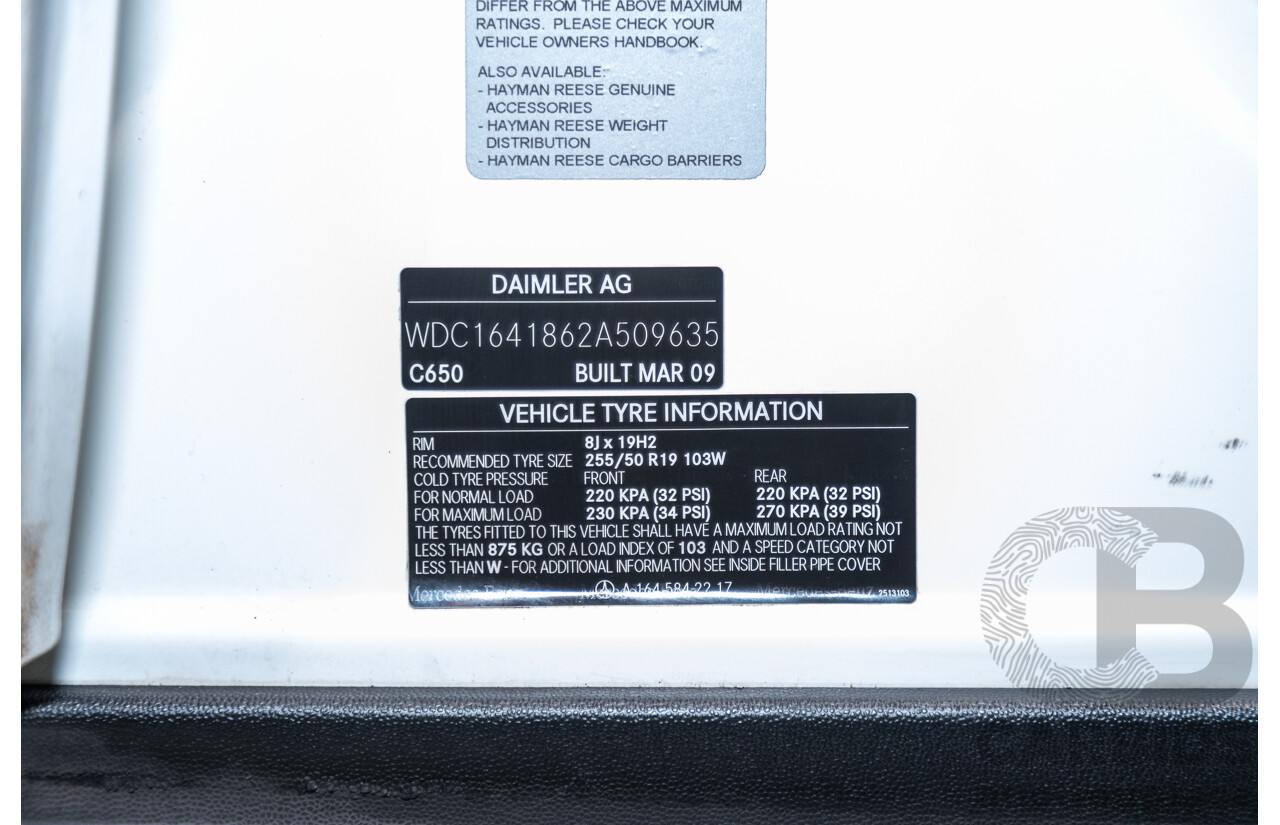 DIFFER FROM THE ABOVE MAXIMUM
RATINGS. PLEASE CHECK YOUR
VEHICLE OWNERS HANDBOOK.
ALSO AVAILABLE:
- HAYMAN REESE GENUINE
ACCESSORIES
- HAYMAN REESE WEIGHT
DISTRIBUTION
- HAYMAN REESE CARGO BARRIERS
DAIMLER AG
WDC1641862A509635
C650 BUILT MAR 09
VEHICLE TYRE INFORMATION
RIM 8J x 19H2
RECOMMENDED TYRE SIZE 255/50 R19 103W
COLD TYRE PRESSURE FRONT REAR
FOR NORMAL LOAD 220 KPA (32 PSI) 220 KPA (32 PSI)
FOR MAXIMUM LOAD 230 KPA (34 PSI) 270 KPA (39 PSI)
THE TYRES FITTED TO THIS VEHICLE SHALL HAVE A MAXIMUM LOAD RATING NOT
LESS THAN 875 KG OR A LOAD INDEX OF 103 AND A SPEED CATEGORY NOT
LESS THAN W - FOR ADDITIONAL INFORMATION SEE INSIDE FILLER PIPE COVER
A 164 584 22 17 Mercedes-Benz 2513103
CB